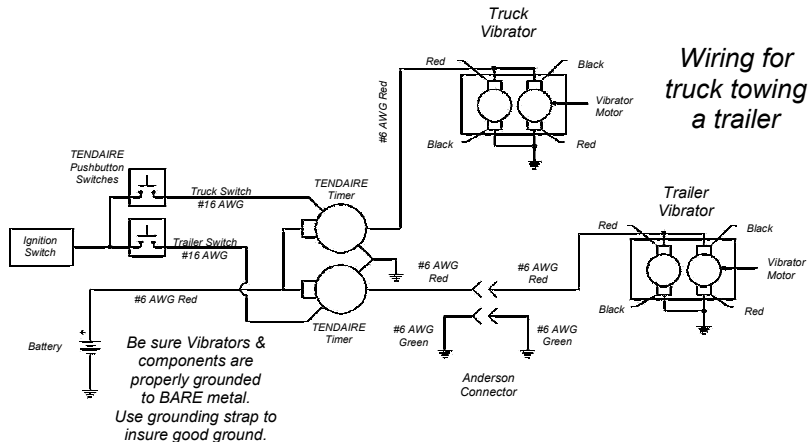 Truck
Vibrator
Wiring for
truck towing
a trailer
Red
Black
#6 AWG Red
Vibrator
Motor
Black
Red
TENDAIRE
Pushbutton
Switches
Truck Switch
#16 AWG
TENDAIRE
Timer
Ignition
Switch
Trailer Switch
#16 AWG
Trailer
Vibrator
Red
Black
#6 AWG
Red
#6 AWG
Red
Vibrator
Motor
Black
Red
#6 AWG Red
TENDAIRE
Timer
#6 AWG
Green
#6 AWG
Green
Anderson
Connector
+
Battery
Be sure Vibrators &
components are
properly grounded
to BARE metal.
Use grounding strap to
insure good ground.